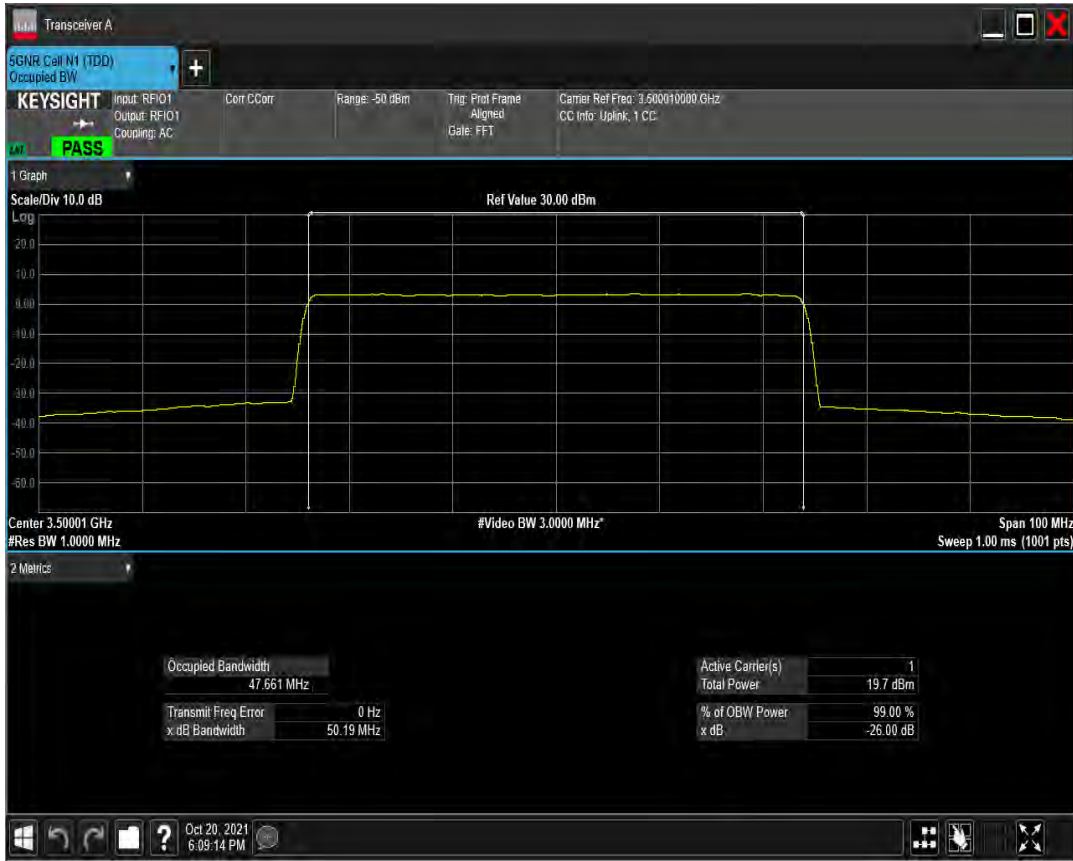 Transceiver A
5GNR Cell N1 (TDD)
Occupied BW
KEYSIGHT
Input: RFIO1
Output: RFIO1
Coupling: AC
Corr CCorr
Range: -50 dBm
Trig: Prot Frame
Aligned
Gate: FFT
Carrier Ref Freq: 3.500010000 GHz
CC Info: Uplink, 1 CC
PASS
1 Graph
Scale/Div 10.0 dB
Ref Value 30.00 dBm
Log
20.0
10.0
0.00
-10.0
-20.0
-30.0
-40.0
-50.0
-60.0
Center 3.50001 GHz
#Video BW 3.0000 MHz*
Span 100 MHz
#Res BW 1.0000 MHz
Sweep 1.00 ms (1001 pts)
2 Metrics
Occupied Bandwidth
47.661 MHz
Transmit Freq Error 0 Hz
x dB Bandwidth 50.19 MHz
Active Carrier(s) 1
Total Power 19.7 dBm
% of OBW Power 99.00 %
x dB -26.00 dB
Oct 20, 2021
6:09:14 PM